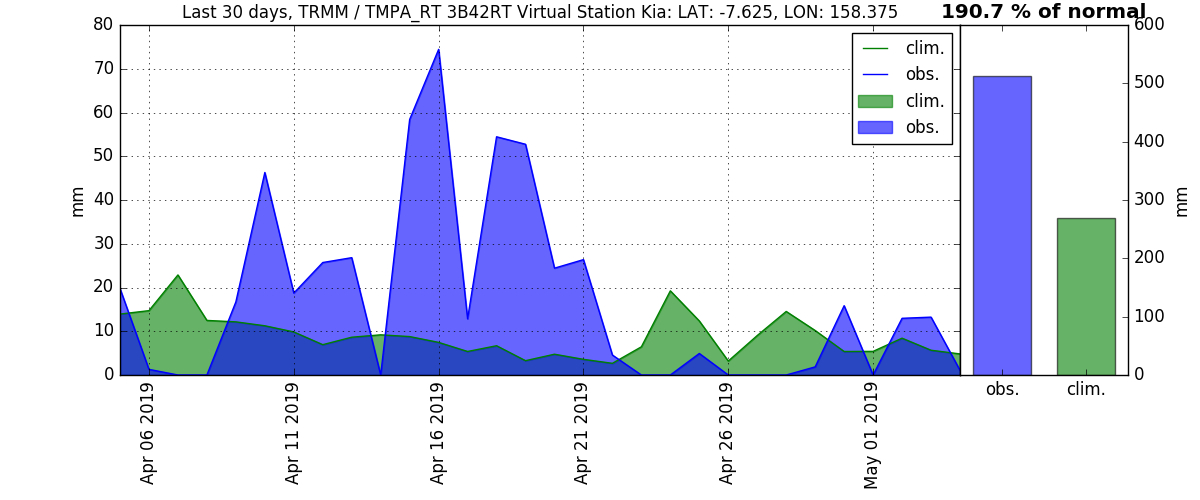 Last 30 days, TRMM / TMPA_RT 3B42RT Virtual Station Kia: LAT: -7.625, LON: 158.375
190.7 % of normal
80
70
60
50
40
30
20
10
0
mm
clim.
obs.
clim.
obs.
Apr 06 2019
Apr 11 2019
Apr 16 2019
Apr 21 2019
Apr 26 2019
May 01 2019
600
500
400
300
200
100
0
mm
obs.
clim.